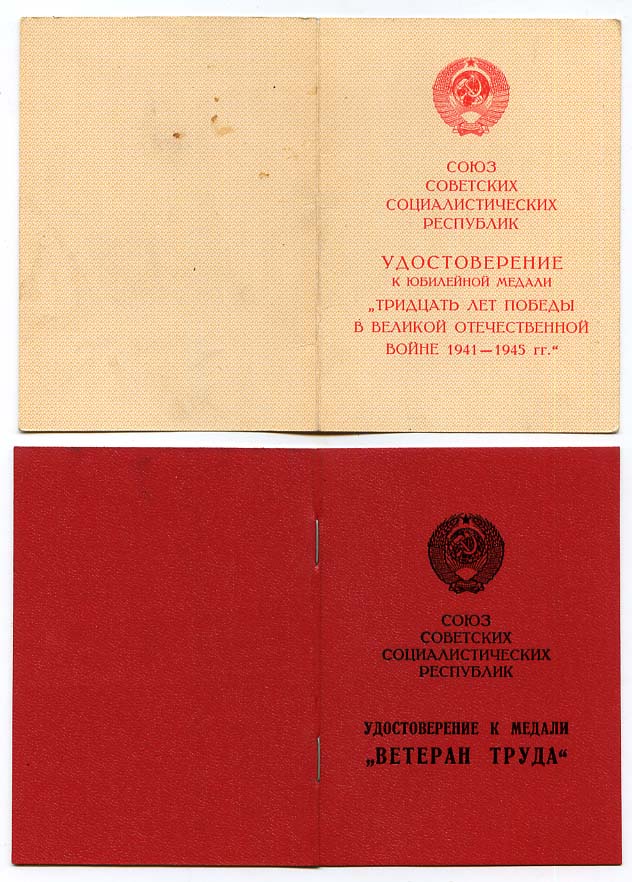 СОЮЗ
СОВЕТСКИХ
СОЦИАЛИСТИЧЕСКИХ
РЕСПУБЛИК
УДОСТОВЕРЕНИЕ
К ЮБИЛЕЙНОЙ МЕДАЛИ
„ТРИДЦАТЬ ЛЕТ ПОБЕДЫ
В ВЕЛИКОЙ ОТЕЧЕСТВЕННОЙ
ВОЙНЕ 1941—1945 гг.“
СОЮЗ
СОВЕТСКИХ
СОЦИАЛИСТИЧЕСКИХ
РЕСПУБЛИК
УДОСТОВЕРЕНИЕ К МЕДАЛИ
„ВЕТЕРАН ТРУДА“